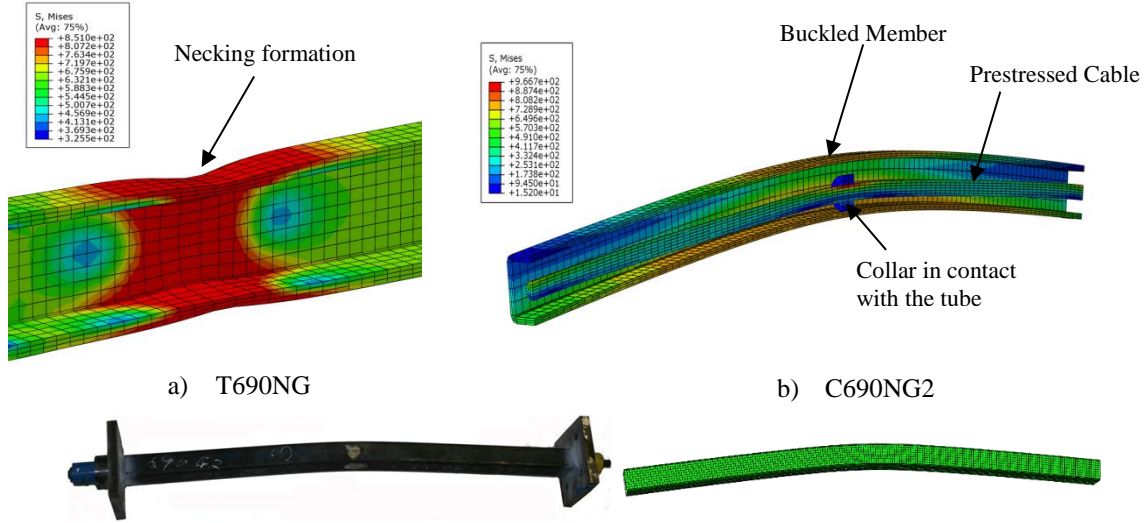 S, Mises
(Avg: 75%)
+8.510e+02
+8.072e+02
+7.634e+02
+7.197e+02
+6.759e+02
+6.321e+02
+5.883e+02
+5.445e+02
+5.007e+02
+4.569e+02
+4.131e+02
+3.693e+02
+3.255e+02
Necking formation
a) T690NG
Buckled Member
Prestressed Cable
S, Mises
(Avg: 75%)
+9.667e+02
+8.874e+02
+8.082e+02
+7.289e+02
+6.496e+02
+5.703e+02
+4.910e+02
+4.117e+02
+3.324e+02
+2.531e+02
+1.738e+02
+9.450e+01
+1.520e+01
Collar in contact
with the tube
b) C690NG2